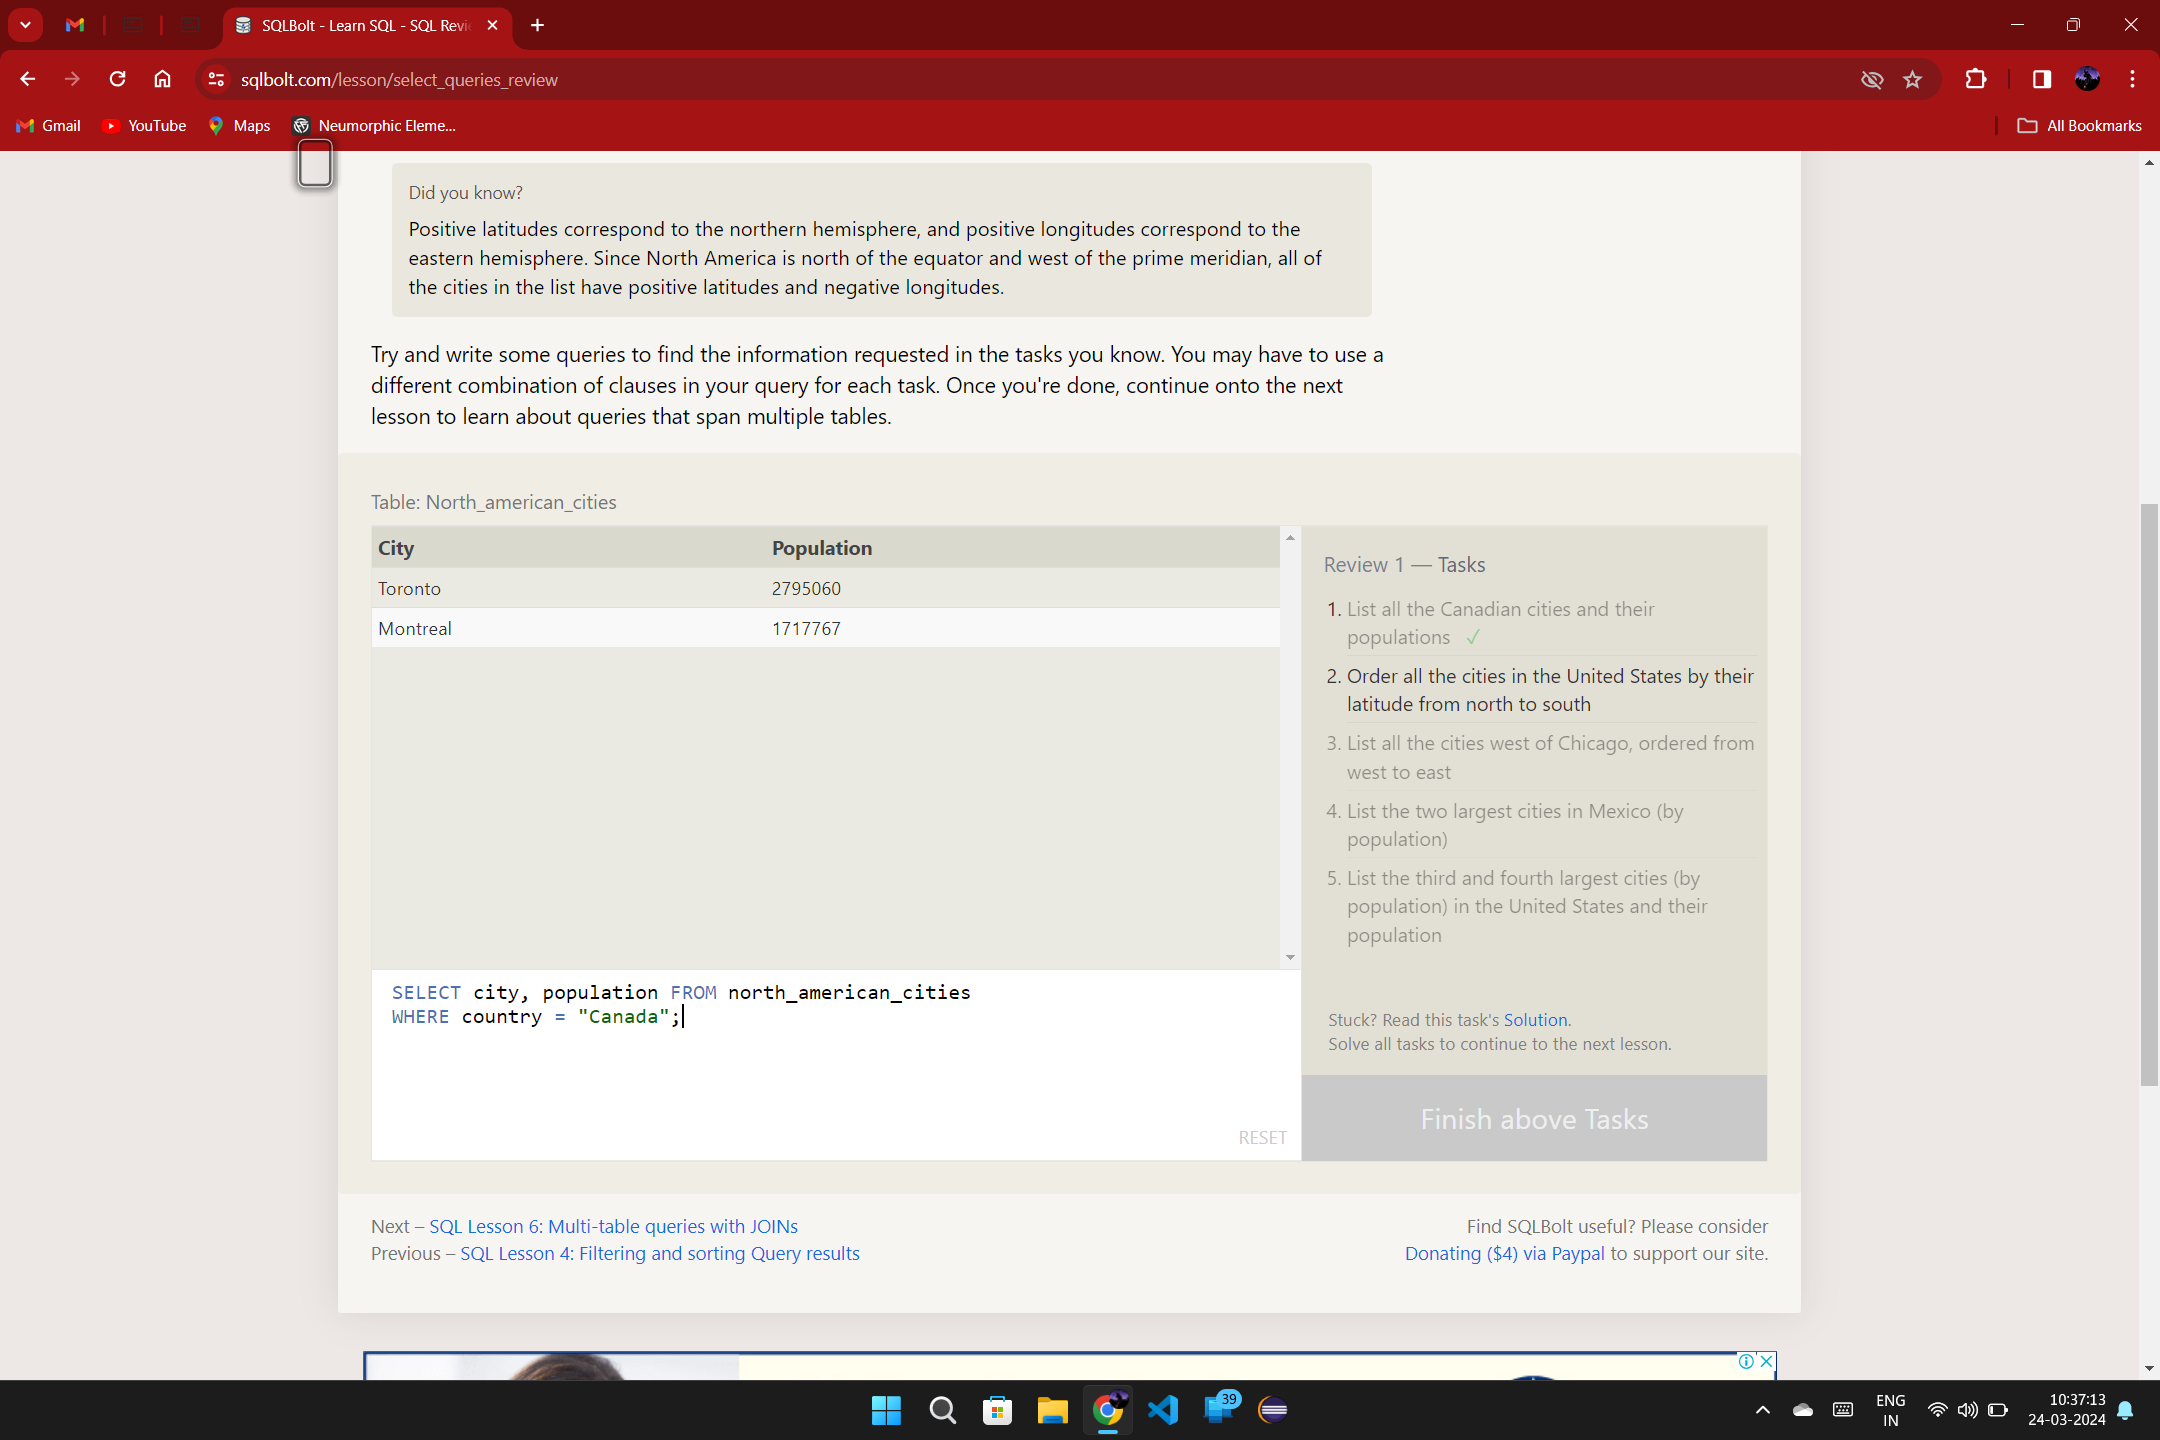 SQLBolt - Learn SQL - SQL Revi
sqlbolt.com/lesson/select_queries_review
Gmail
YouTube
Maps
Neumorphic Eleme...
All Bookmarks
Did you know?
Positive latitudes correspond to the northern hemisphere, and positive longitudes correspond to the
eastern hemisphere. Since North America is north of the equator and west of the prime meridian, all of
the cities in the list have positive latitudes and negative longitudes.
Try and write some queries to find the information requested in the tasks you know. You may have to use a
different combination of clauses in your query for each task. Once you're done, continue onto the next
lesson to learn about queries that span multiple tables.
Table: North_american_cities
City Population
Toronto 2795060
Montreal 1717767
SELECT city, population FROM north_american_cities
WHERE country = "Canada";
RESET
Review 1 — Tasks
1. List all the Canadian cities and their
populations ✓
2. Order all the cities in the United States by their
latitude from north to south
3. List all the cities west of Chicago, ordered from
west to east
4. List the two largest cities in Mexico (by
population)
5. List the third and fourth largest cities (by
population) in the United States and their
population
Stuck? Read this task's Solution.
Solve all tasks to continue to the next lesson.
Finish above Tasks
Next – SQL Lesson 6: Multi-table queries with JOINs
Previous – SQL Lesson 4: Filtering and sorting Query results
Find SQLBolt useful? Please consider
Donating ($4) via Paypal to support our site.
39
ENG
IN
10:37:13
24-03-2024